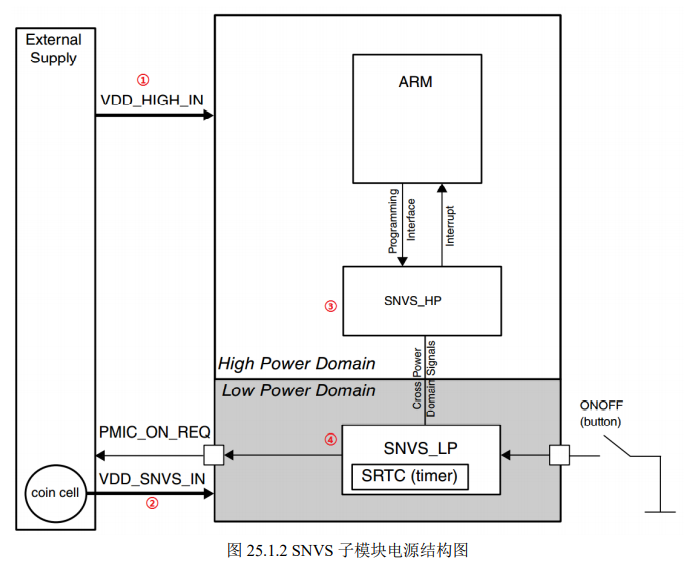 External
Supply
①
VDD_HIGH_IN
ARM
Programming
Interface
Interrupt
③
SNVS_HP
High Power Domain
Cross Power
Domain Signals
Low Power Domain
ONOFF
(button)
PMIC_ON_REQ
④
SNVS_LP
SRTC (timer)
coin cell
VDD_SNVS_IN
②
图 25.1.2 SNVS 子模块电源结构图